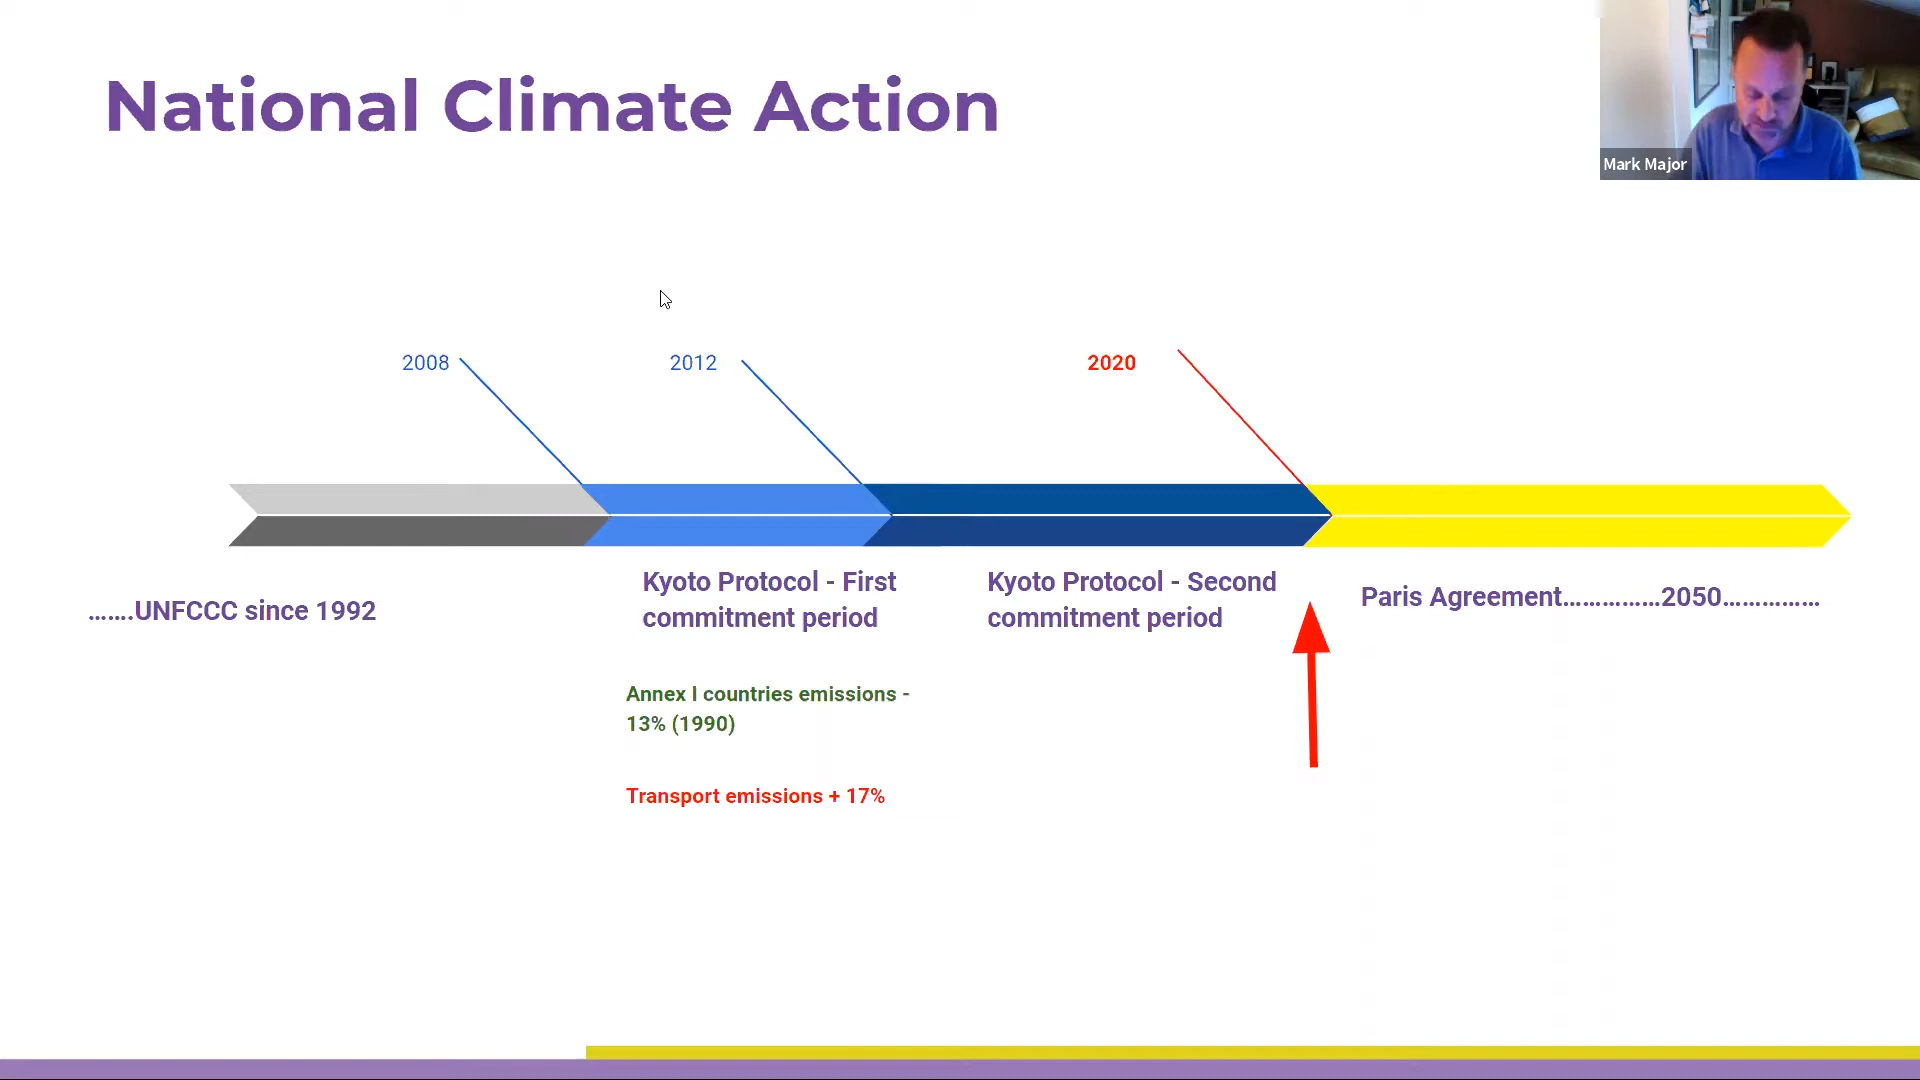 National Climate Action
Mark Major
2008
2012
2020
.......UNFCCC since 1992
Kyoto Protocol - First
commitment period
Kyoto Protocol - Second
commitment period
Paris Agreement...............2050...............
Annex I countries emissions -
13% (1990)
Transport emissions + 17%